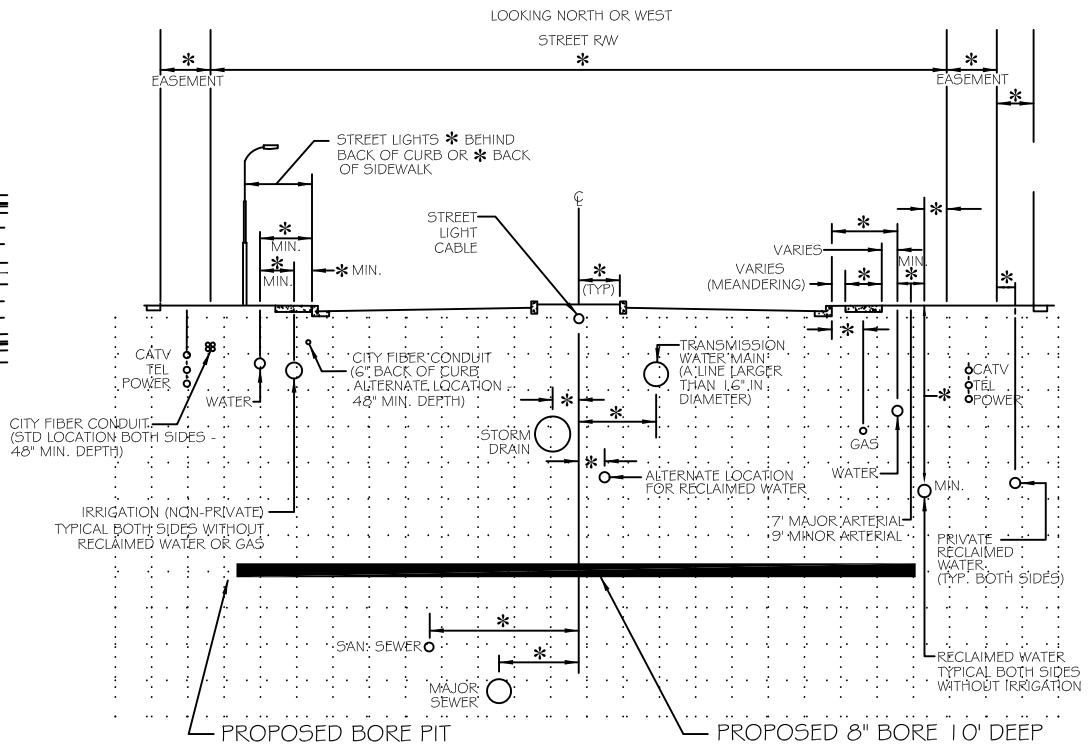 LOOKING NORTH OR WEST
STREET R/W
*
*
*
EASEMENT
EASEMENT
*
STREET LIGHTS * BEHIND
BACK OF CURB OR * BACK
OF SIDEWALK
℄
STREET
LIGHT
CABLE
*
MIN.
*
MIN.
* MIN.
*
(TYP)
VARIES
(MEANDERING)
*
VARIES
*
MIN.
*
*
*
*
CATV
TEL
POWER
WATER
CITY FIBER CONDUIT
(6" BACK OF CURB
ALTERNATE LOCATION -
48" MIN. DEPTH)
CITY FIBER CONDUIT
(STD LOCATION BOTH SIDES -
48" MIN. DEPTH)
IRRIGATION (NON-PRIVATE)
TYPICAL BOTH SIDES WITHOUT
RECLAIMED WATER OR GAS
*
STORM
DRAIN
TRANSMISSION
WATER MAIN
(A LINE LARGER
THAN 16" IN
DIAMETER)
*
*
ALTERNATE LOCATION
FOR RECLAIMED WATER
GAS
WATER
CATV
TEL
POWER
*
MIN.
7' MAJOR ARTERIAL
9' MINOR ARTERIAL
PRIVATE
RECLAIMED
WATER
(TYP. BOTH SIDES)
*
SAN. SEWER
*
MAJOR
SEWER
RECLAIMED WATER
TYPICAL BOTH SIDES
WITHOUT IRRIGATION
PROPOSED BORE PIT
PROPOSED 8" BORE 10' DEEP